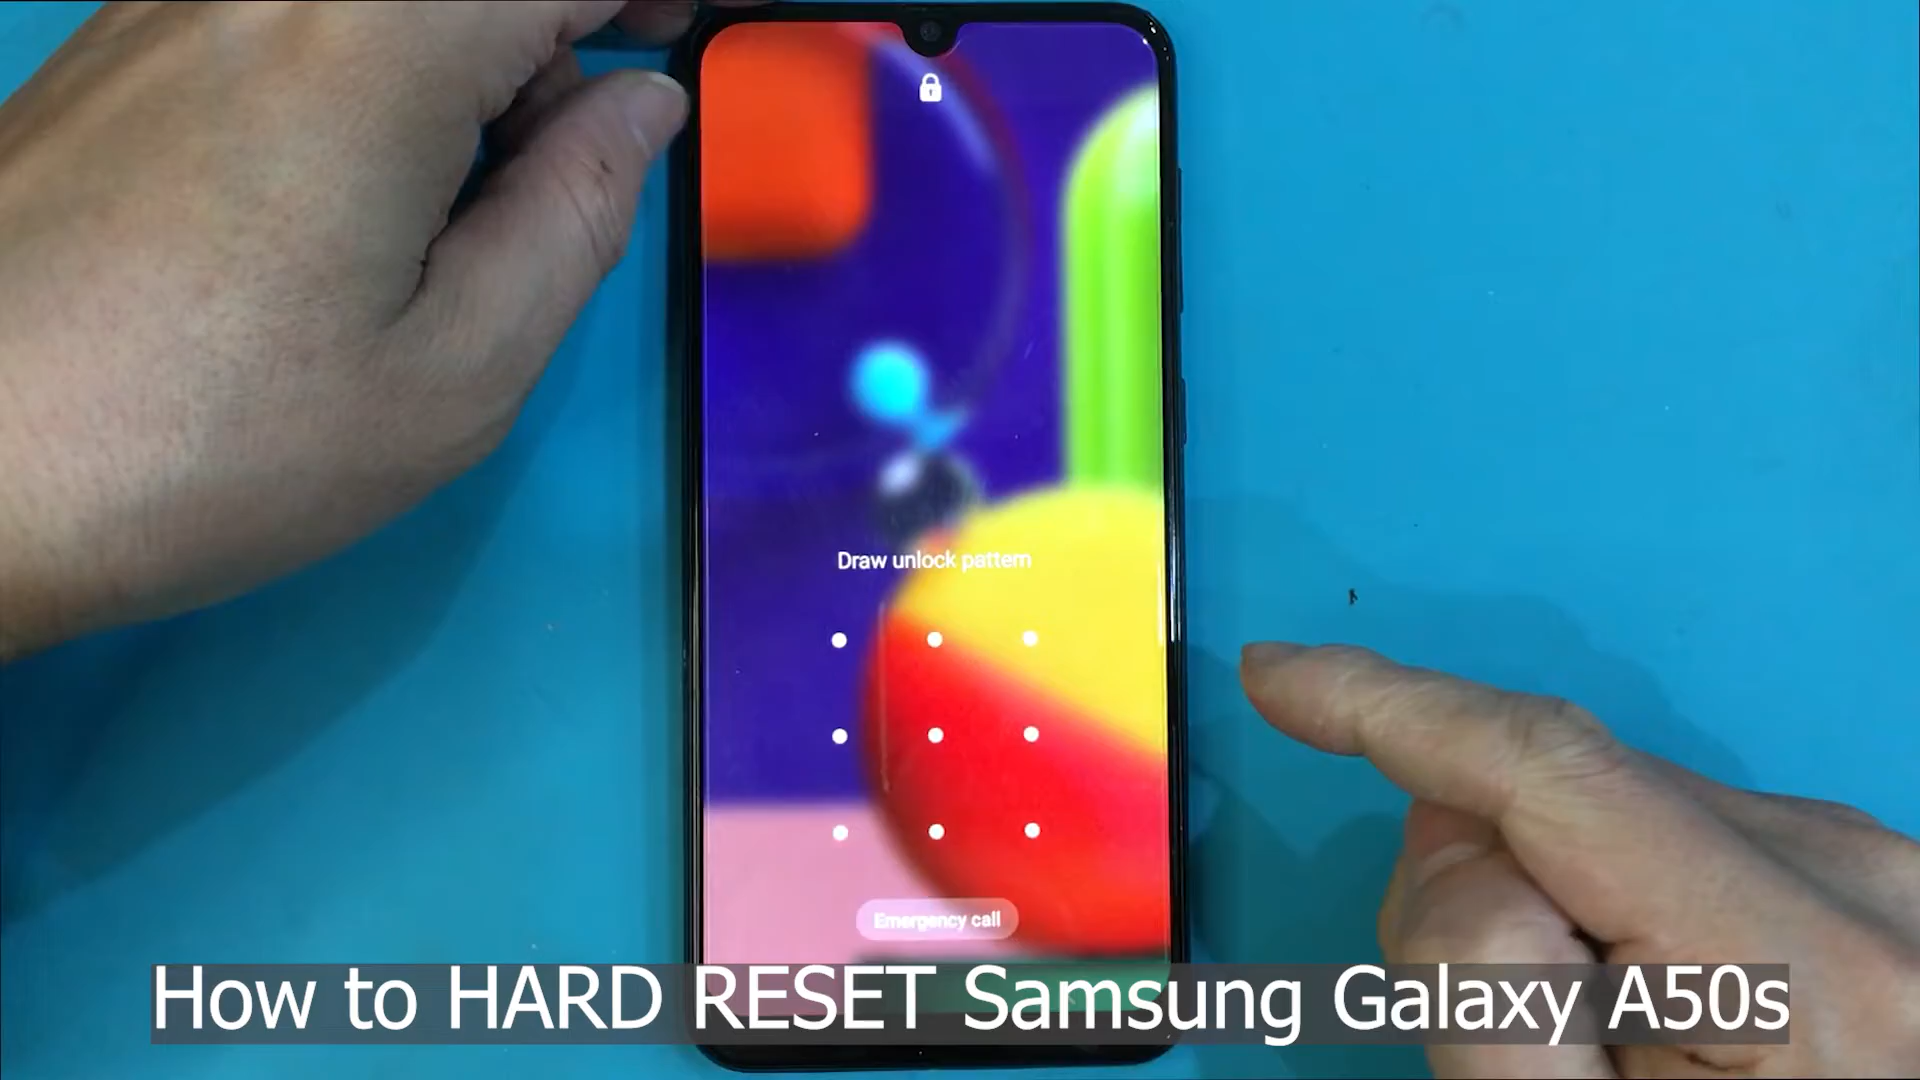 Draw unlock pattern
Emergency call
How to HARD RESET Samsung Galaxy A50s